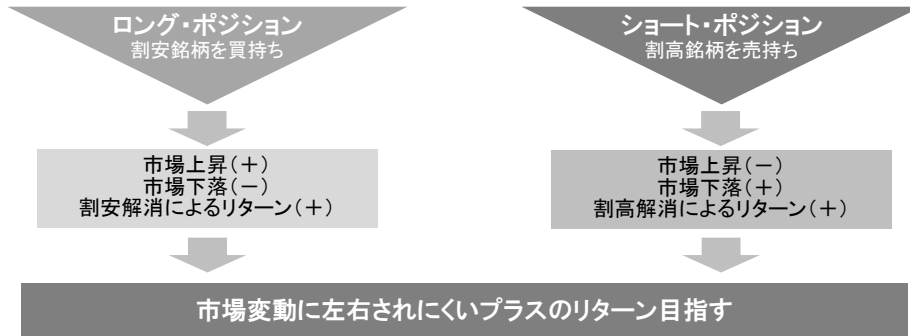 ロング・ポジション
割安銘柄を買持ち
市場上昇(＋)
市場下落(－)
割安解消によるリターン(＋)
ショート・ポジション
割高銘柄を売持ち
市場上昇(－)
市場下落(＋)
割高解消によるリターン(＋)
市場変動に左右されにくいプラスのリターン目指す